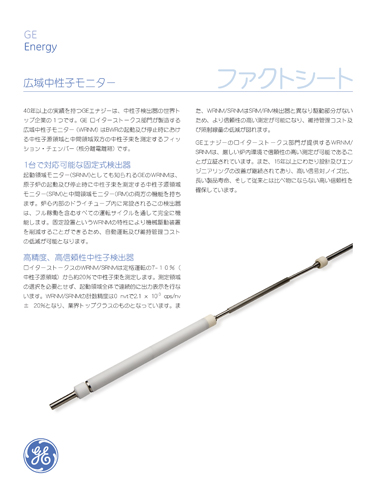 GE
Energy
広域中性子モニター
ファクトシート
40年以上の実績を持つGEエナジーは、中性子検出器の世界ト
ップ企業の1つです。GE ロイターストークス部門が製造する
広域中性子モニター (WRNM) はBWRの起動及び停止時におけ
る中性子源領域と中間領域双方の中性子束を測定するフィッ
ション・チェンバー (核分離電離箱) です。
1台で対応可能な固定式検出器
起動領域モニター(SRNM)としても知られるGEのWRNMは、
原子炉の起動及び停止時に中性子束を測定する中性子源領域
モニター(SRM)と中間領域モニター(IRM)の両方の機能を持ち
ます。炉心内部のドライチューブ内に常設されるこの検出器
は、フル稼働を含むすべての運転サイクルを通して完全に機
能します。固定設置というWRNMの特性により機械駆動装置
を削減することができるため、自動運転及び維持管理コスト
の低減が可能となります。
高精度、高信頼性中性子検出器
ロイターストークスのWRNM/SRNMは定格運転の
中性子源領域) から約20%で中性子束を測定します。測定領域
の選択を必要とせず、起動領域全体で連続的に出力表示を行な
います。WRNM/SRNMの計数精度は
± 20%となり、業界トップクラスのものとなっています。ま
た、WRNM/SRNMはSRM/IRM検出器と異なり駆動部分がない
ため、より信頼性の高い測定が可能になり、維持管理コスト及
び放射線量の低減が図れます。
GEエナジーのロイターストークス部門が提供するWRNM/
SRNMは、厳しい炉内環境で信頼性の高い測定が可能であるこ
とが立証されています。また、15年以上にわたり設計及びエン
ジニアリングの改善が継続されており、高い信号対ノイズ比、
長い製品寿命、そして従来とは比べ物にならない高い信頼性を
確保しています。